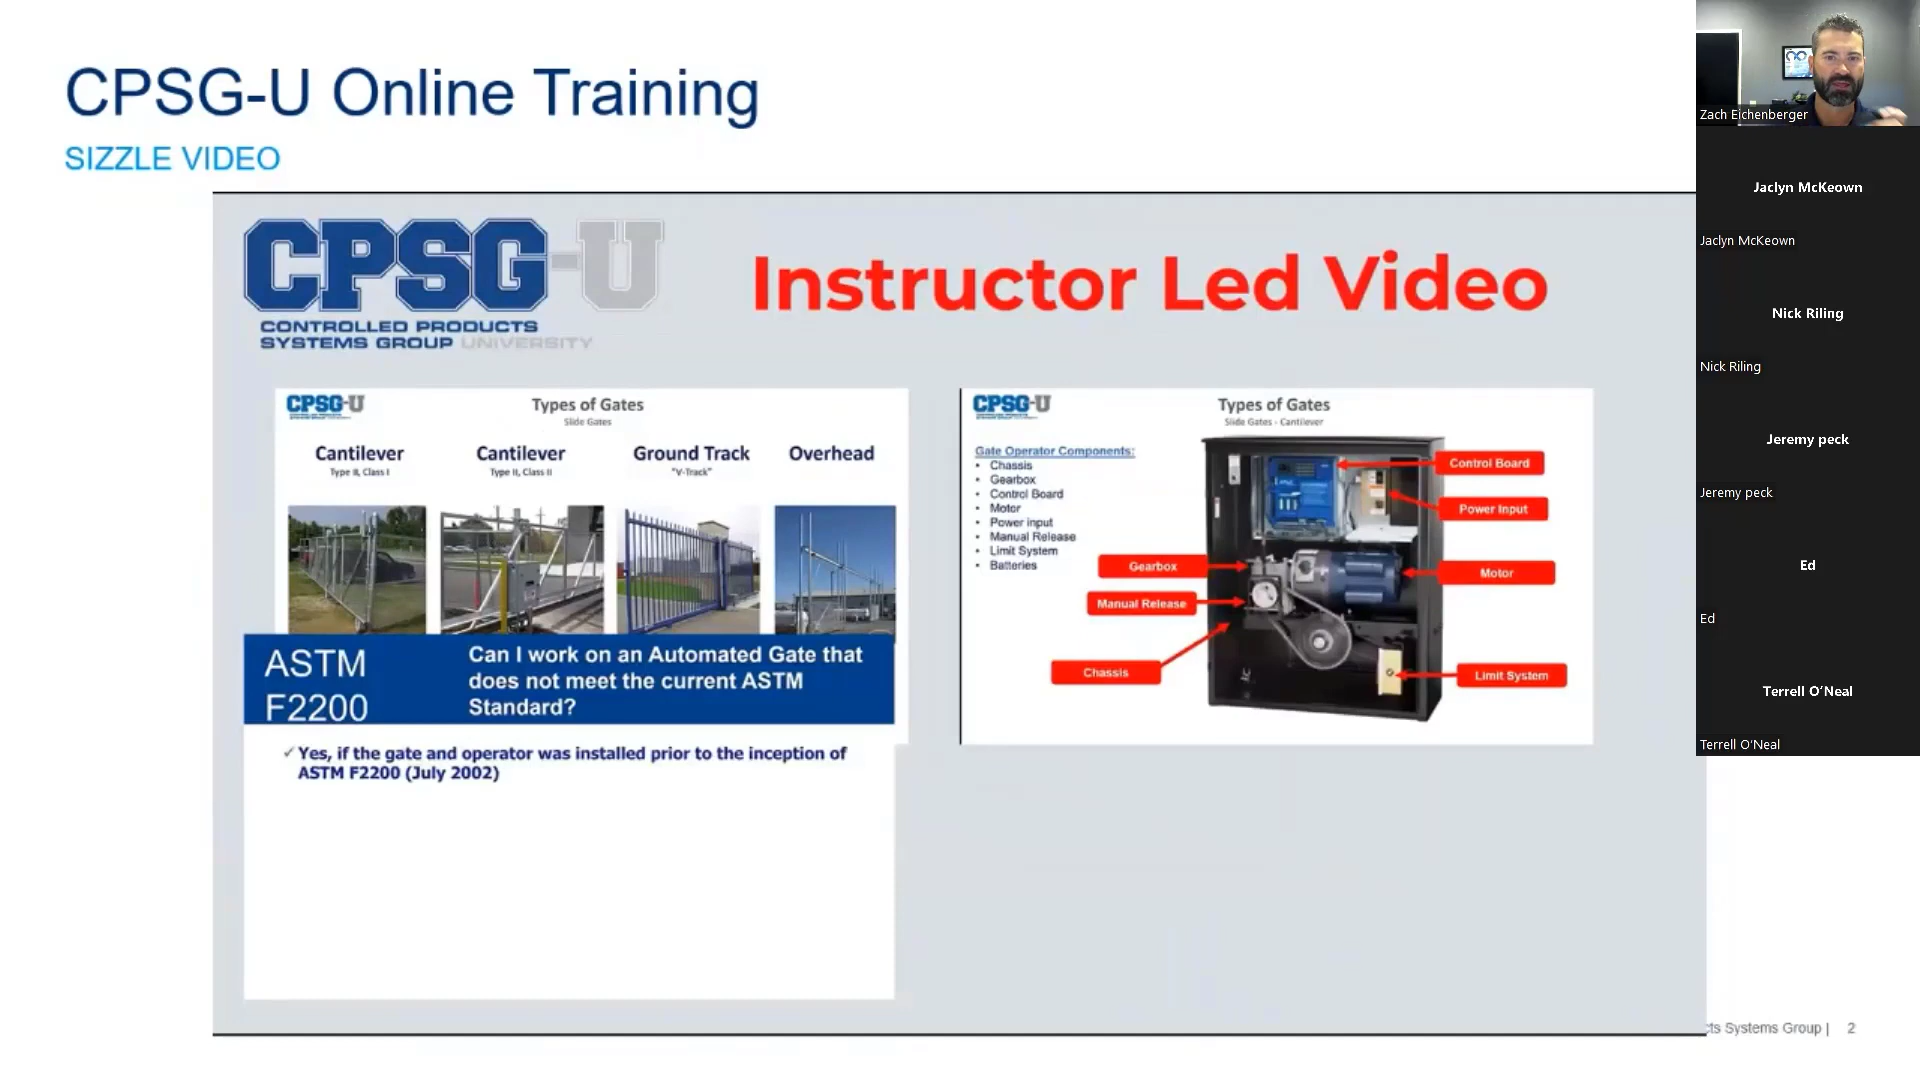 CPSG-U Online Training
SIZZLE VIDEO
CPSG-U
CONTROLLED PRODUCTS
SYSTEMS GROUP UNIVERSITY
Instructor Led Video
CPSG-U
Types of Gates
Slide Gates
Cantilever
Type II, Class I
Cantilever
Type II, Class II
Ground Track
"V-Track"
Overhead
ASTM
F2200
Can I work on an Automated Gate that
does not meet the current ASTM
Standard?
✓ Yes, if the gate and operator was installed prior to the inception of
ASTM F2200 (July 2002)
CPSG-U
Types of Gates
Slide Gates - Cantilever
Gate Operator Components:
• Chassis
• Gearbox
• Control Board
• Motor
• Power input
• Manual Release
• Limit System
• Batteries
Control Board
Power Input
Gearbox
Motor
Manual Release
Chassis
Limit System
Zach Eichenberger
Jaclyn McKeown
Jaclyn McKeown
Nick Riling
Nick Riling
Jeremy peck
Jeremy peck
Ed
Ed
Terrell O'Neal
Terrell O'Neal
Systems Group | 2